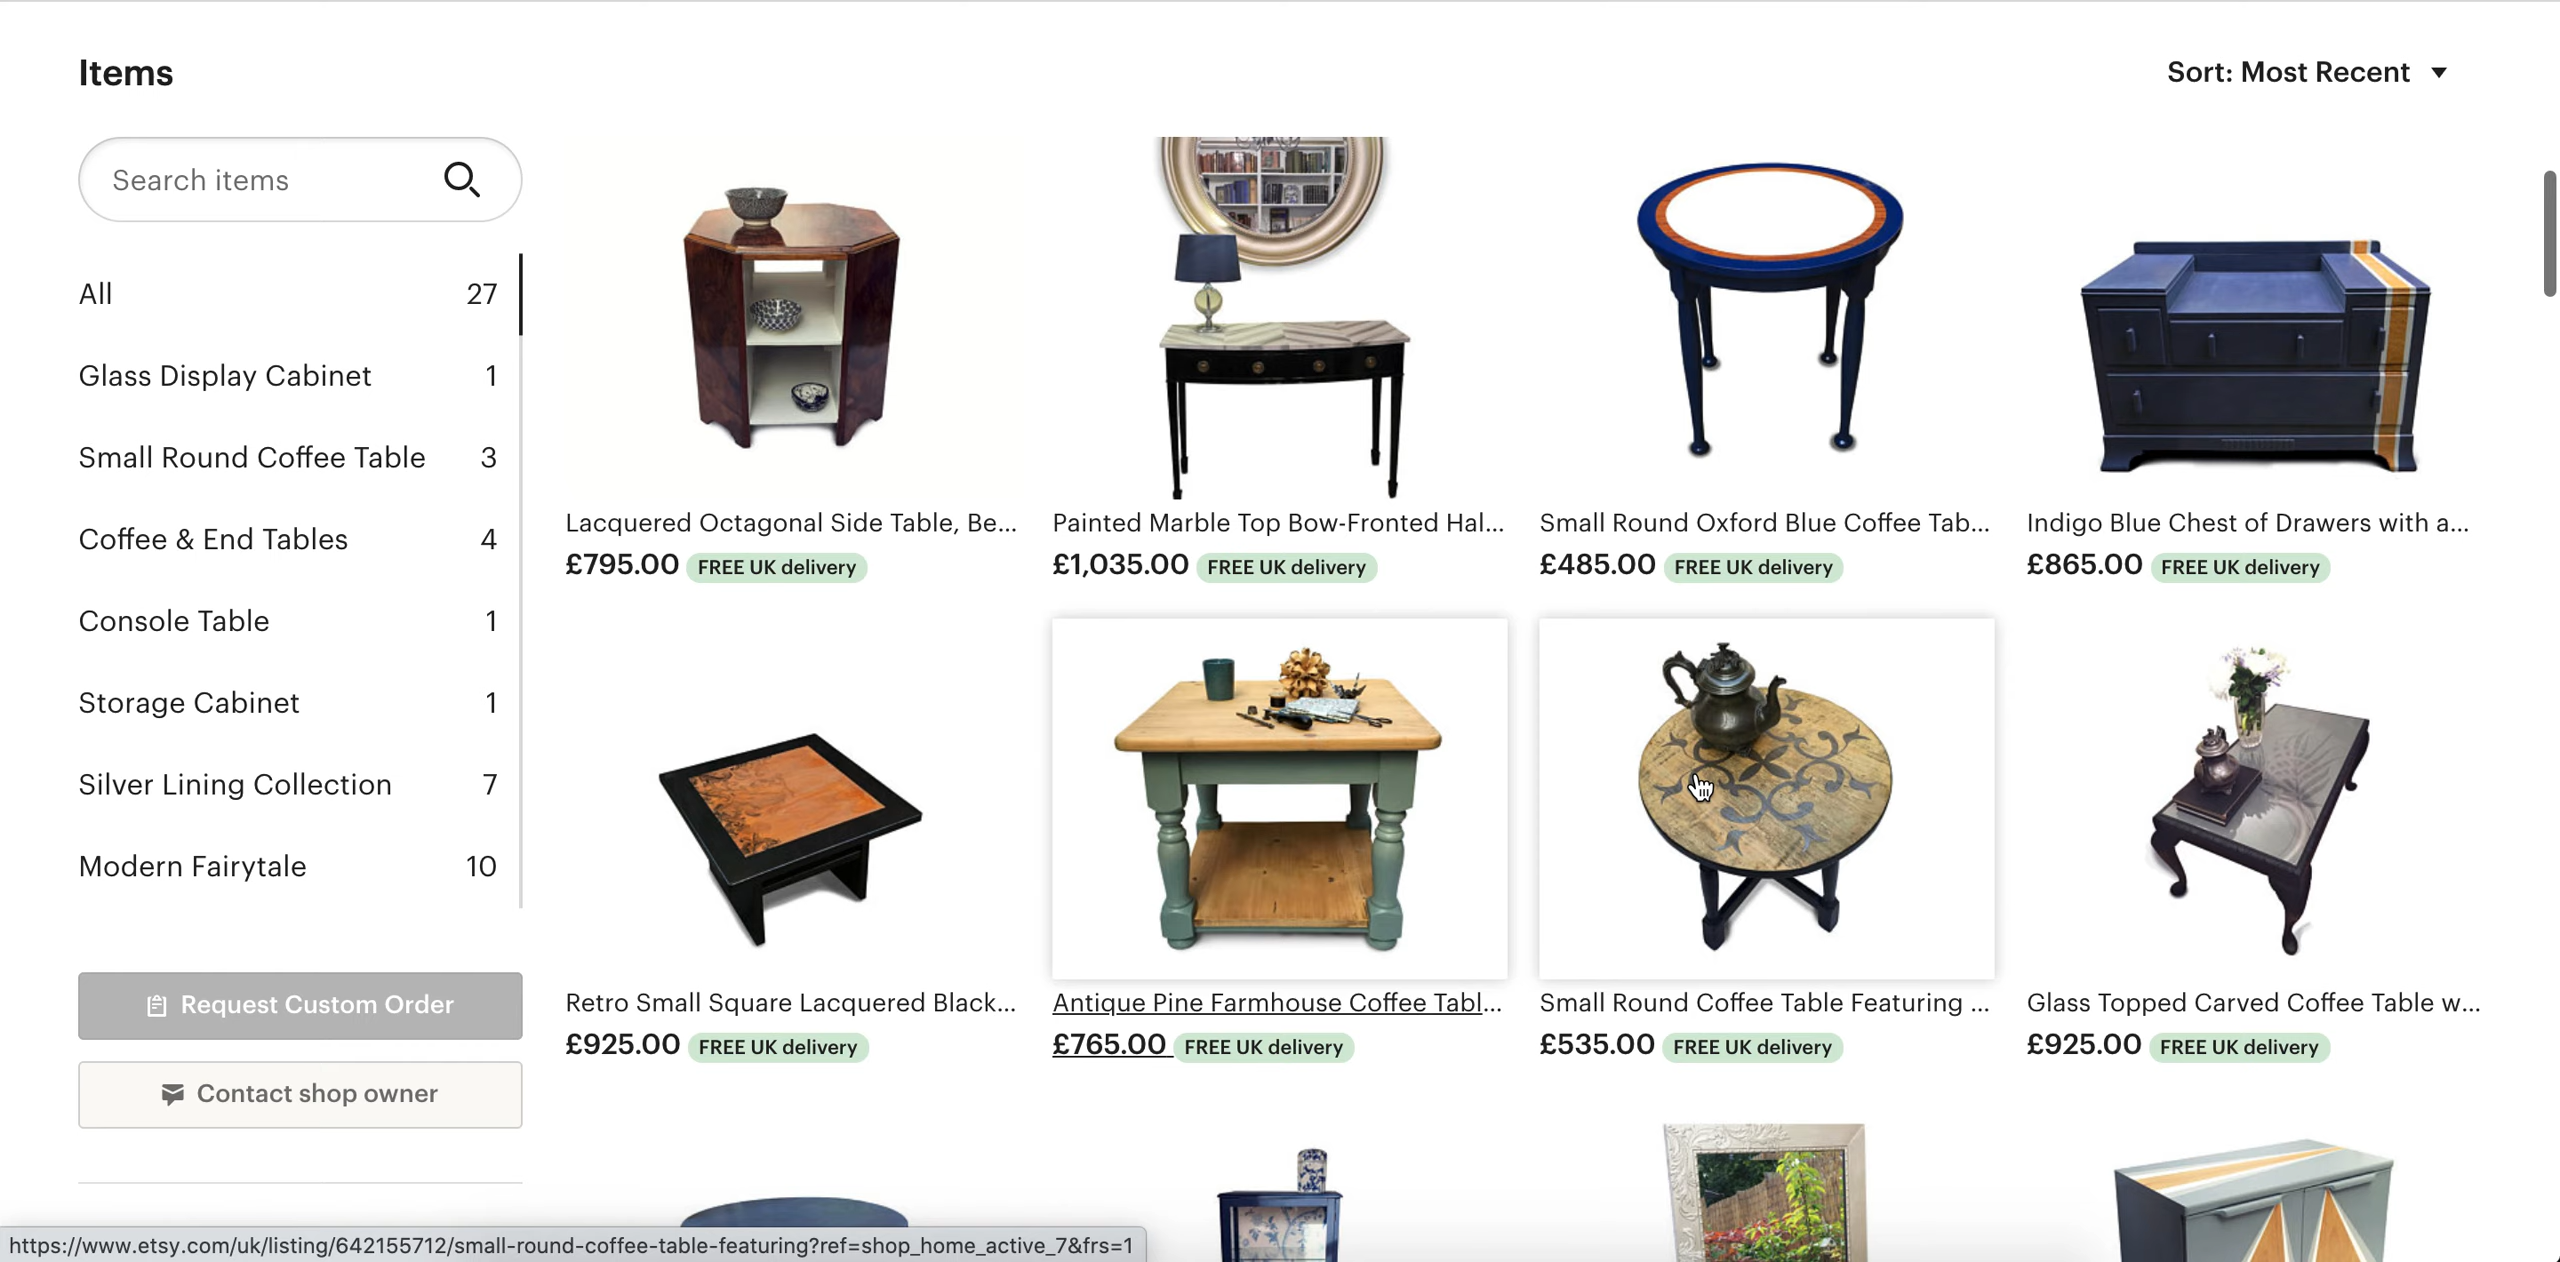 Items
Sort: Most Recent
Search items
All 27
Glass Display Cabinet 1
Small Round Coffee Table 3
Coffee & End Tables 4
Console Table 1
Storage Cabinet 1
Silver Lining Collection 7
Modern Fairytale 10
Request Custom Order
Contact shop owner
Lacquered Octagonal Side Table, Be...
£795.00 FREE UK delivery
Painted Marble Top Bow-Fronted Hal...
£1,035.00 FREE UK delivery
Small Round Oxford Blue Coffee Tab...
£485.00 FREE UK delivery
Indigo Blue Chest of Drawers with a...
£865.00 FREE UK delivery
Retro Small Square Lacquered Black...
£925.00 FREE UK delivery
Antique Pine Farmhouse Coffee Tabl...
£765.00 FREE UK delivery
Small Round Coffee Table Featuring ...
£535.00 FREE UK delivery
Glass Topped Carved Coffee Table w...
£925.00 FREE UK delivery
https://www.etsy.com/uk/listing/642155712/small-round-coffee-table-featuring?ref=shop_home_active_7&frs=1